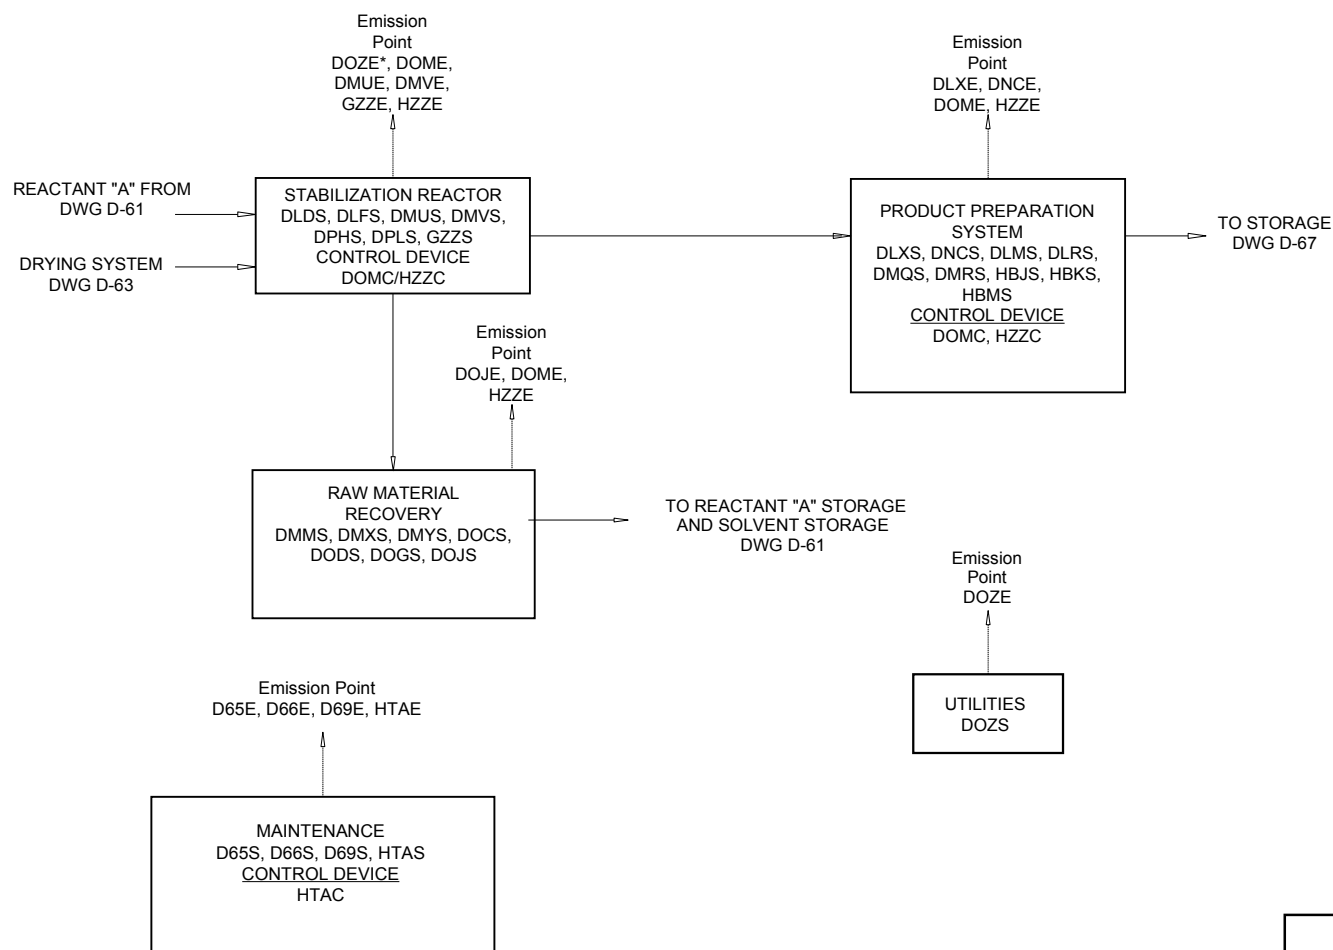 Emission
Point
DOZE*, DOME,
DMUE, DMVE,
GZZE, HZZE
Emission
Point
DLXE, DNCE,
DOME, HZZE
REACTANT "A" FROM
DWG D-61
DRYING SYSTEM
DWG D-63
STABILIZATION REACTOR
DLDS, DLFS, DMUS, DMVS,
DPHS, DPLS, GZZS
CONTROL DEVICE
DOMC/HZZC
PRODUCT PREPARATION
SYSTEM
DLXS, DNCS, DLMS, DLRS,
DMQS, DMRS, HBJS, HBKS,
HBMS
CONTROL DEVICE
DOMC, HZZC
TO STORAGE
DWG D-67
Emission
Point
DOJE, DOME,
HZZE
RAW MATERIAL
RECOVERY
DMMS, DMXS, DMYS, DOCS,
DODS, DOGS, DOJS
TO REACTANT "A" STORAGE
AND SOLVENT STORAGE
DWG D-61
Emission
Point
DOZE
UTILITIES
DOZS
Emission Point
D65E, D66E, D69E, HTAE
MAINTENANCE
D65S, D66S, D69S, HTAS
CONTROL DEVICE
HTAC